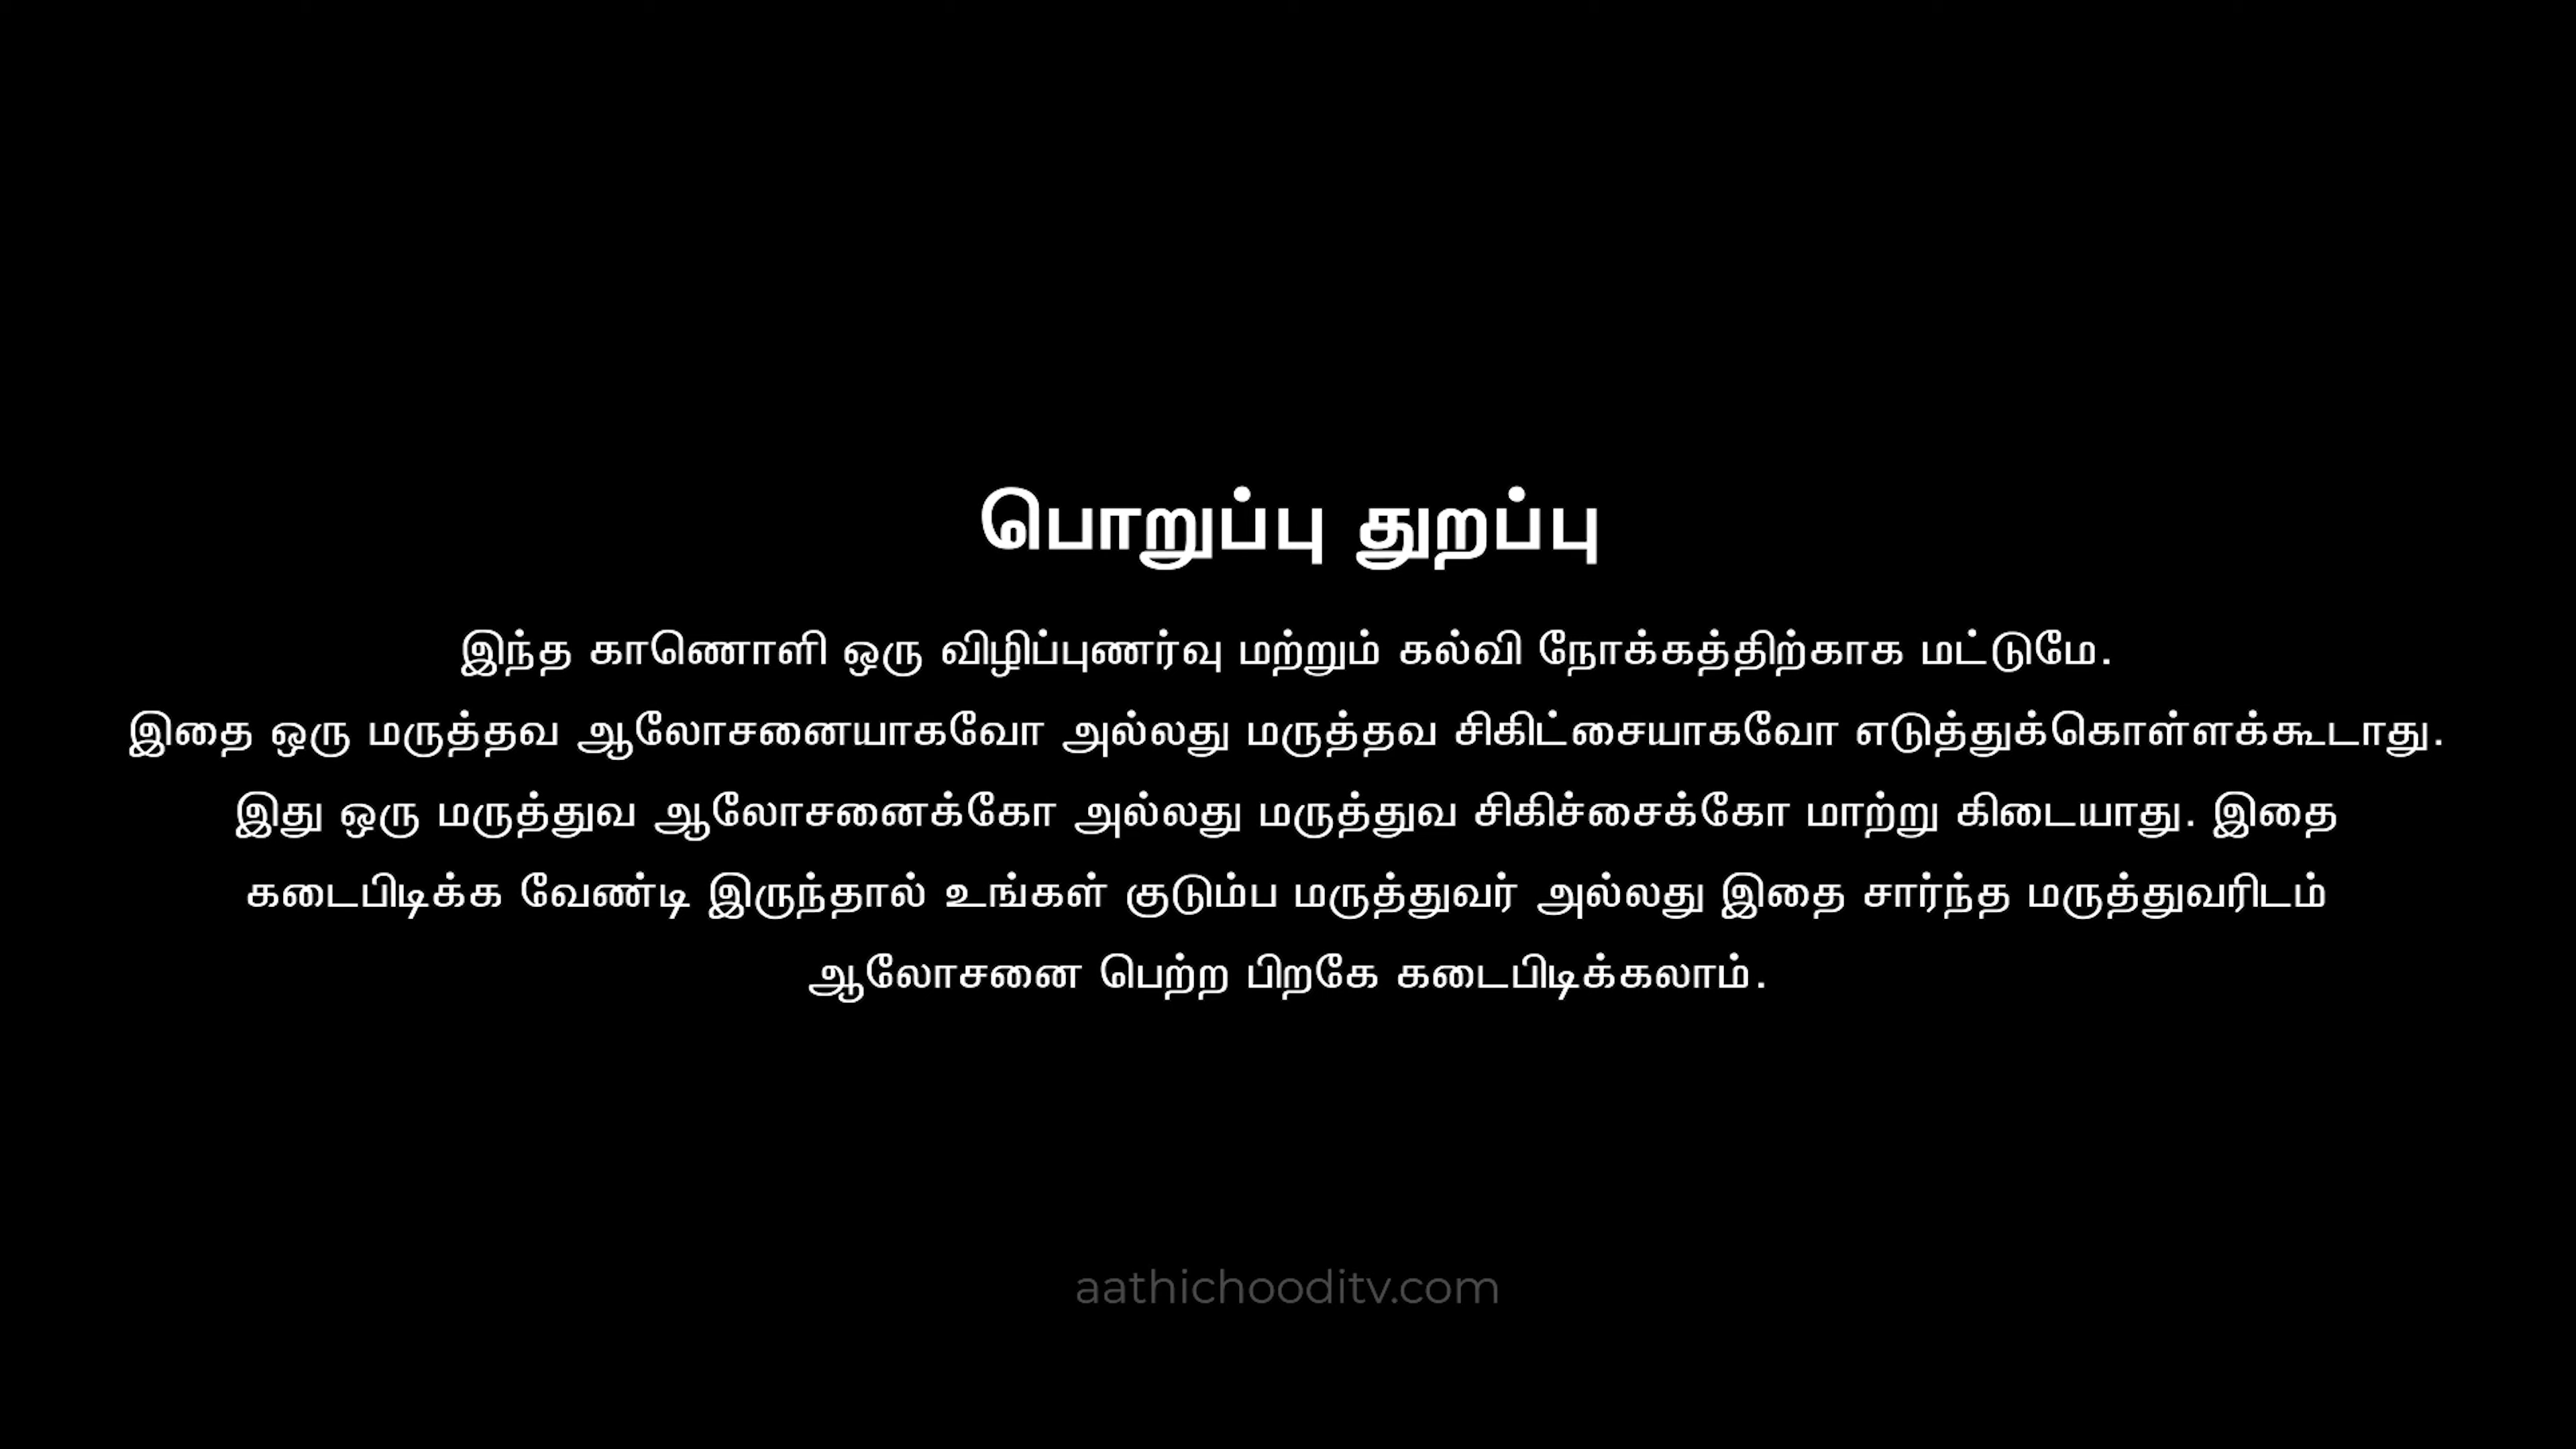 பொறுப்பு துறப்பு
இந்த காணொளி ஒரு விழிப்புணர்வு மற்றும் கல்வி நோக்கத்திற்காக மட்டுமே.
இதை ஒரு மருத்தவ ஆலோசனையாகவோ அல்லது மருத்தவ சிகிட்சையாகவோ எடுத்துக்கொள்ளக்கூடாது.
இது ஒரு மருத்துவ ஆலோசனைக்கோ அல்லது மருத்துவ சிகிச்சைக்கோ மாற்று கிடையாது. இதை
கடைபிடிக்க வேண்டி இருந்தால் உங்கள் குடும்ப மருத்துவர் அல்லது இதை சார்ந்த மருத்துவரிடம்
ஆலோசனை பெற்ற பிறகே கடைபிடிக்கலாம்.
aathichooditv.com